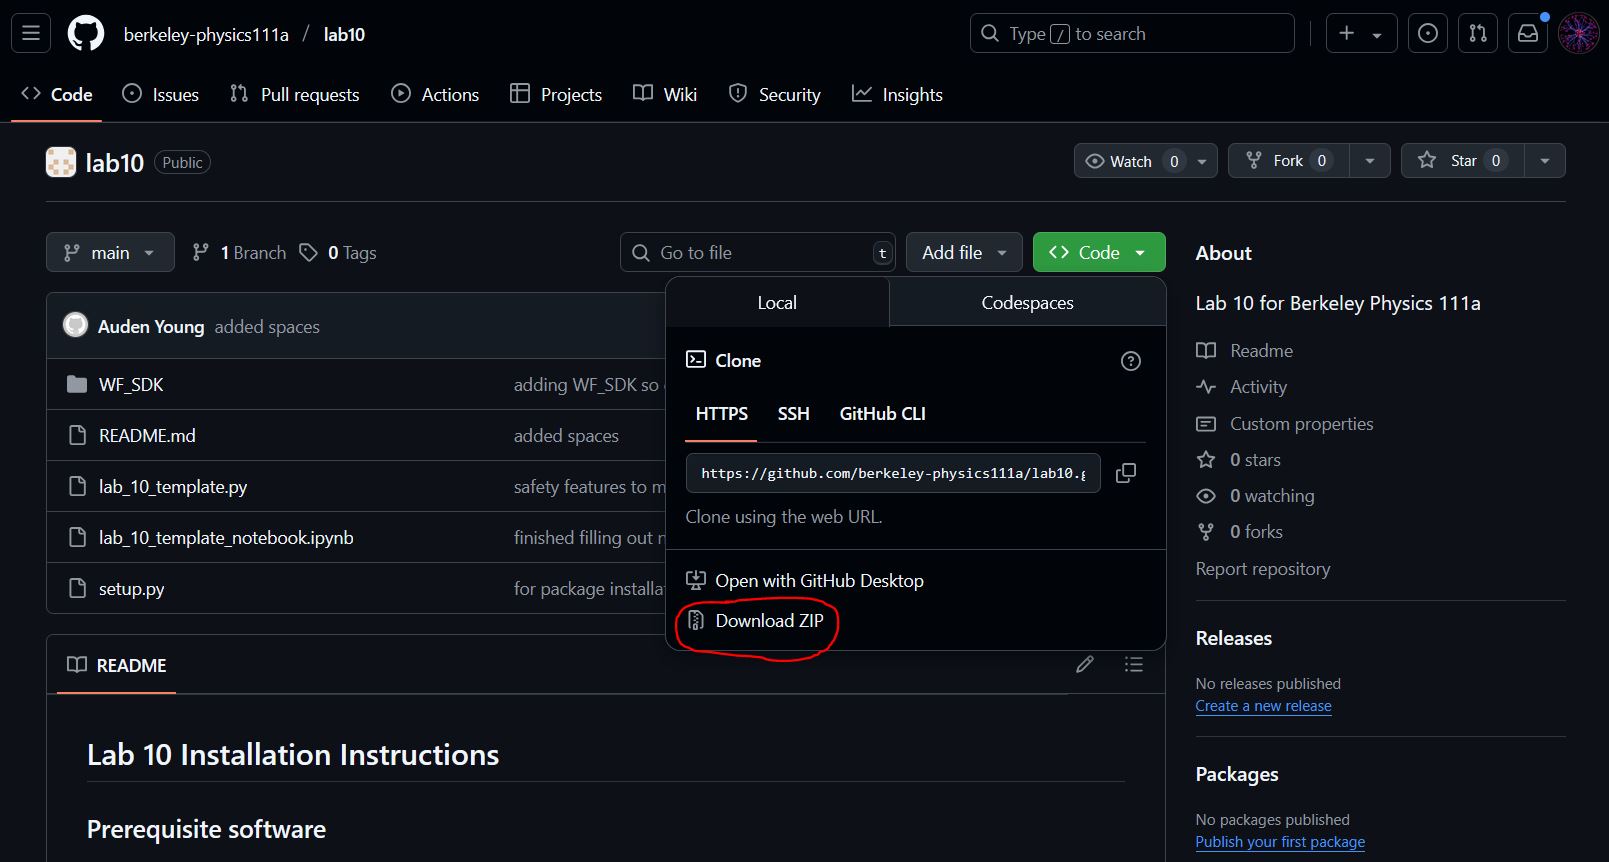 berkeley-physics111a / lab10
Type / to search
Code Issues Pull requests Actions Projects Wiki Security Insights
lab10 Public
Watch 0 Fork 0 Star 0
main 1 Branch 0 Tags
Go to file t
Add file
Code
Auden Young added spaces
WF_SDK adding WF_SDK so
README.md added spaces
lab_10_template.py safety features to m
lab_10_template_notebook.ipynb finished filling out
setup.py for package installa
Local Codespaces
Clone
HTTPS SSH GitHub CLI
https://github.com/berkeley-physics111a/lab10.g
Clone using the web URL.
Open with GitHub Desktop
Download ZIP
README
Lab 10 Installation Instructions
Prerequisite software
About
Lab 10 for Berkeley Physics 111a
Readme
Activity
Custom properties
0 stars
0 watching
0 forks
Report repository
Releases
No releases published
Create a new release
Packages
No packages published
Publish your first package